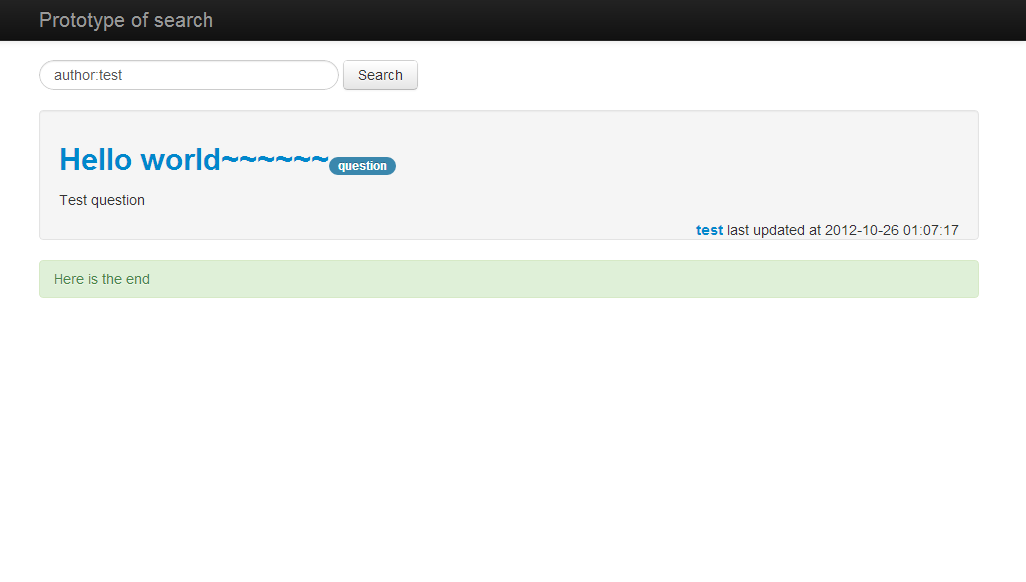 Prototype of search
author:test Search
Hello world~~~~~~ question
Test question
test last updated at 2012-10-26 01:07:17
Here is the end